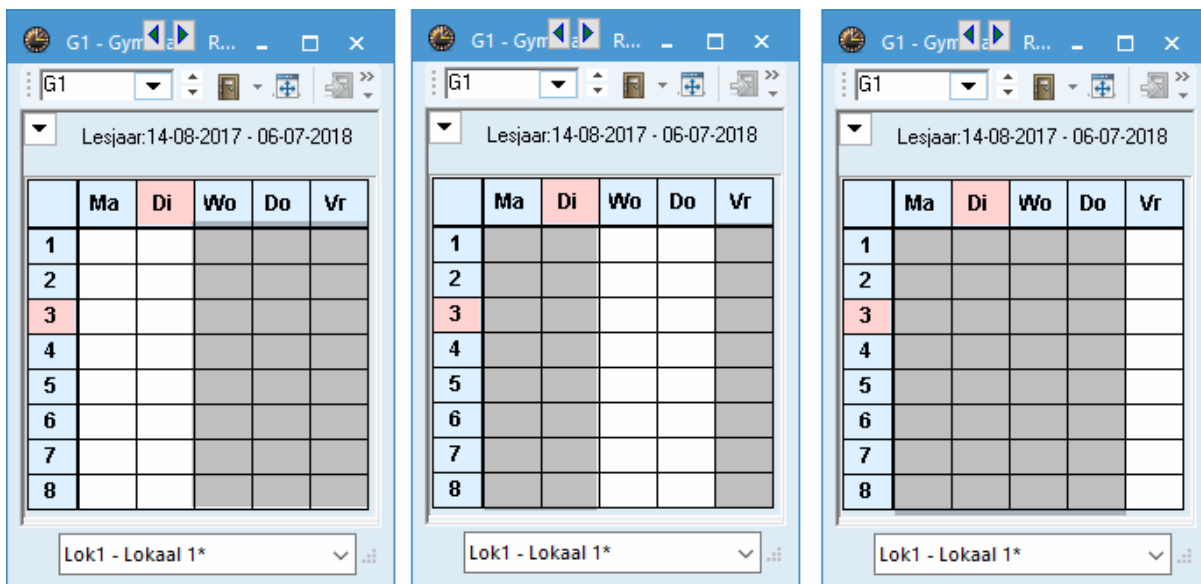 G1 - Gym a R...
G1
Lesjaar:14-08-2017 - 06-07-2018
Ma Di Wo Do Vr
1
2
3
4
5
6
7
8
Lok1 - Lokaal 1*
G1 - Gym a R...
G1
Lesjaar:14-08-2017 - 06-07-2018
Ma Di Wo Do Vr
1
2
3
4
5
6
7
8
Lok1 - Lokaal 1*
G1 - Gym a R...
G1
Lesjaar:14-08-2017 - 06-07-2018
Ma Di Wo Do Vr
1
2
3
4
5
6
7
8
Lok1 - Lokaal 1*